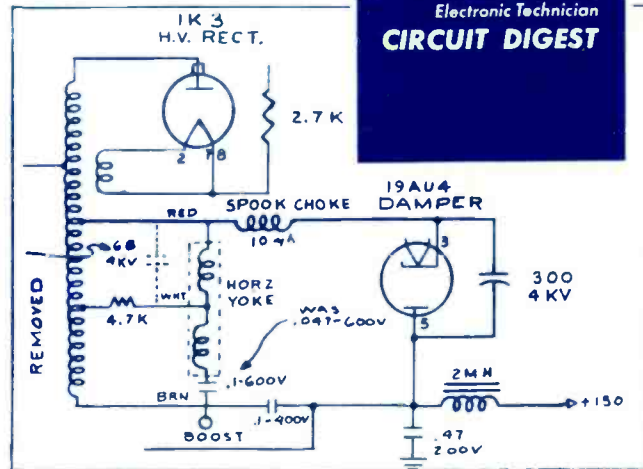 Electronic Technician
CIRCUIT DIGEST
1K3
H.V. RECT.
2.7K
2 7 8
19AU4
DAMPER
SPOOK CHOKE
RED
3
68
4KV
HORZ
YOKE
300
4KV
WHT
4.7K
REMOVED
WAS
.047-600V
5
.1-600V
2MH
BRN
+150
.1-400V
BOOST
.47
200V